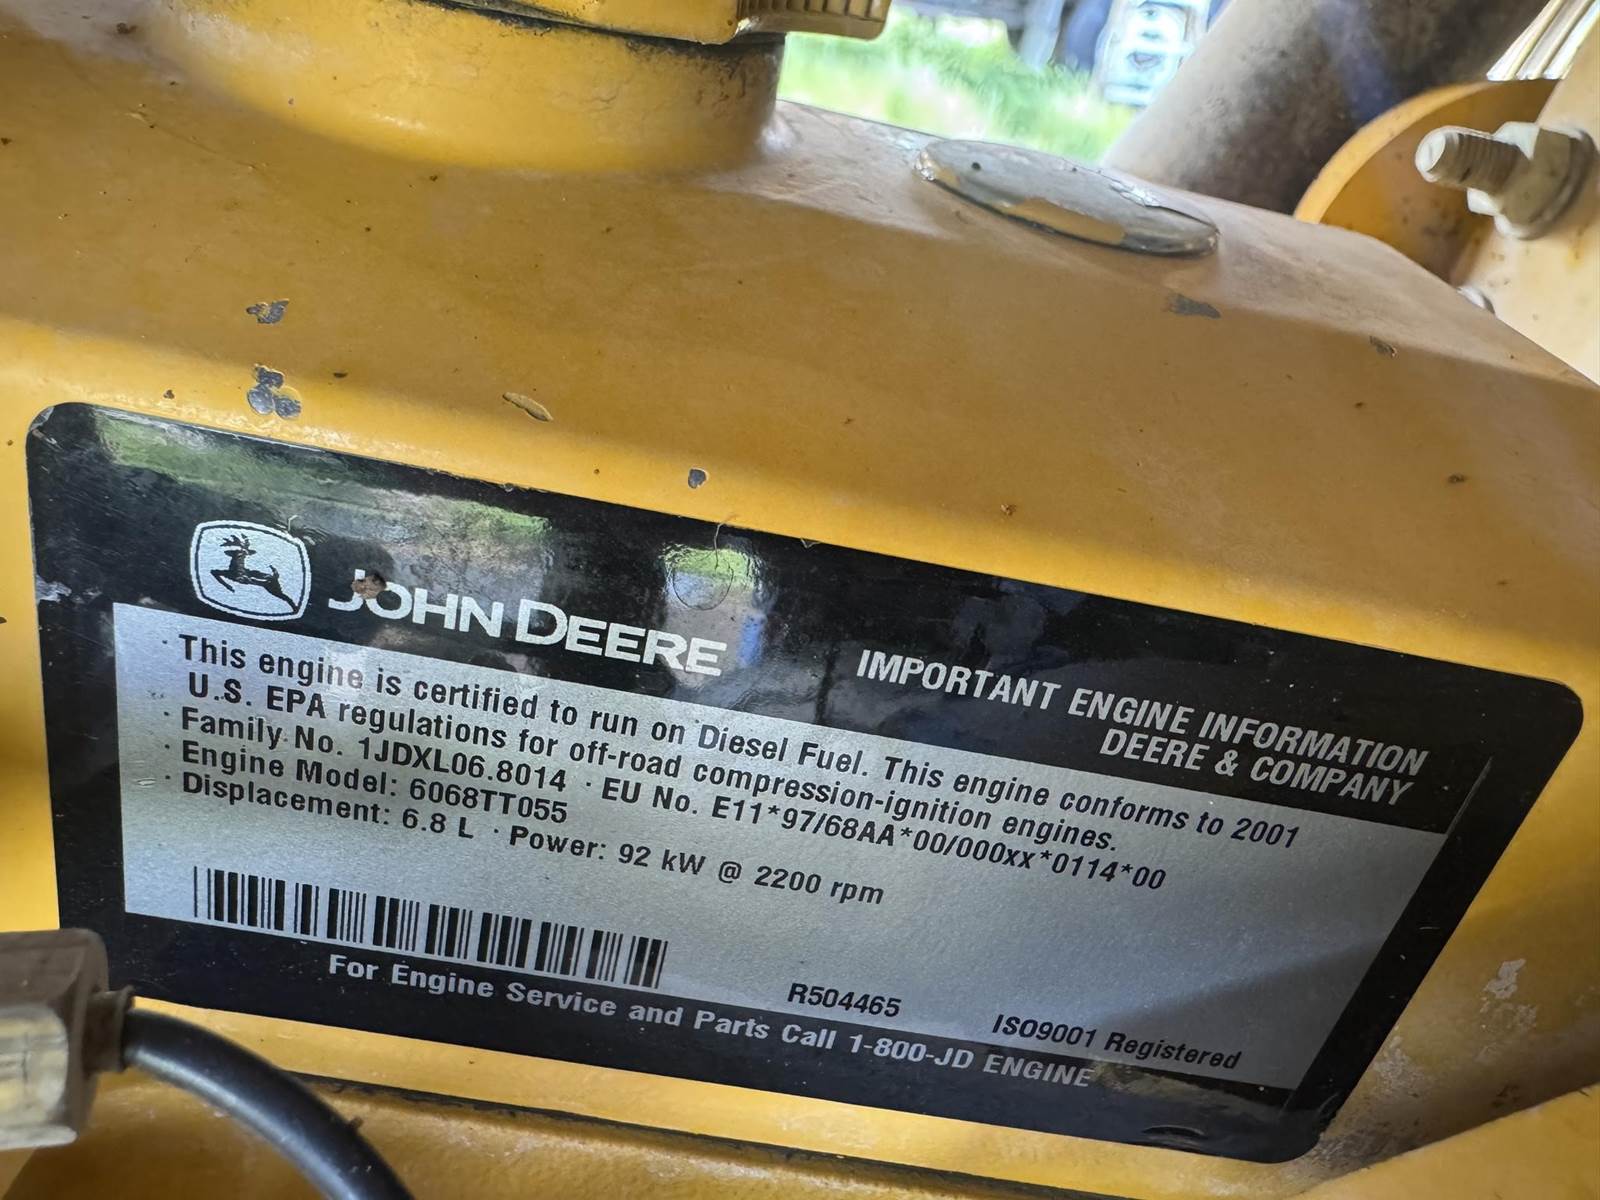 JOHN DEERE
IMPORTANT ENGINE INFORMATION
DEERE & COMPANY
· This engine is certified to run on Diesel Fuel. This engine conforms to 2001
U.S. EPA regulations for off-road compression-ignition engines.
· Family No. 1JDXL06.8014 · EU No. E11*97/68AA*00/000xx*0114*00
· Engine Model: 6068TT055
· Displacement: 6.8 L · Power: 92 kW @ 2200 rpm
R504465
ISO9001 Registered
For Engine Service and Parts Call 1-800-JD ENGINE